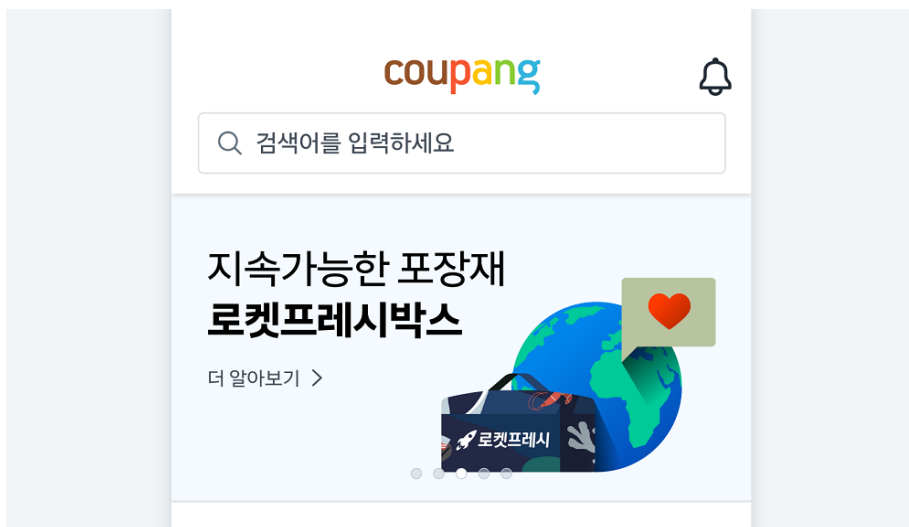 coupang
검색어를 입력하세요
지속가능한 포장재
로켓프레시박스
더 알아보기
로켓프레시